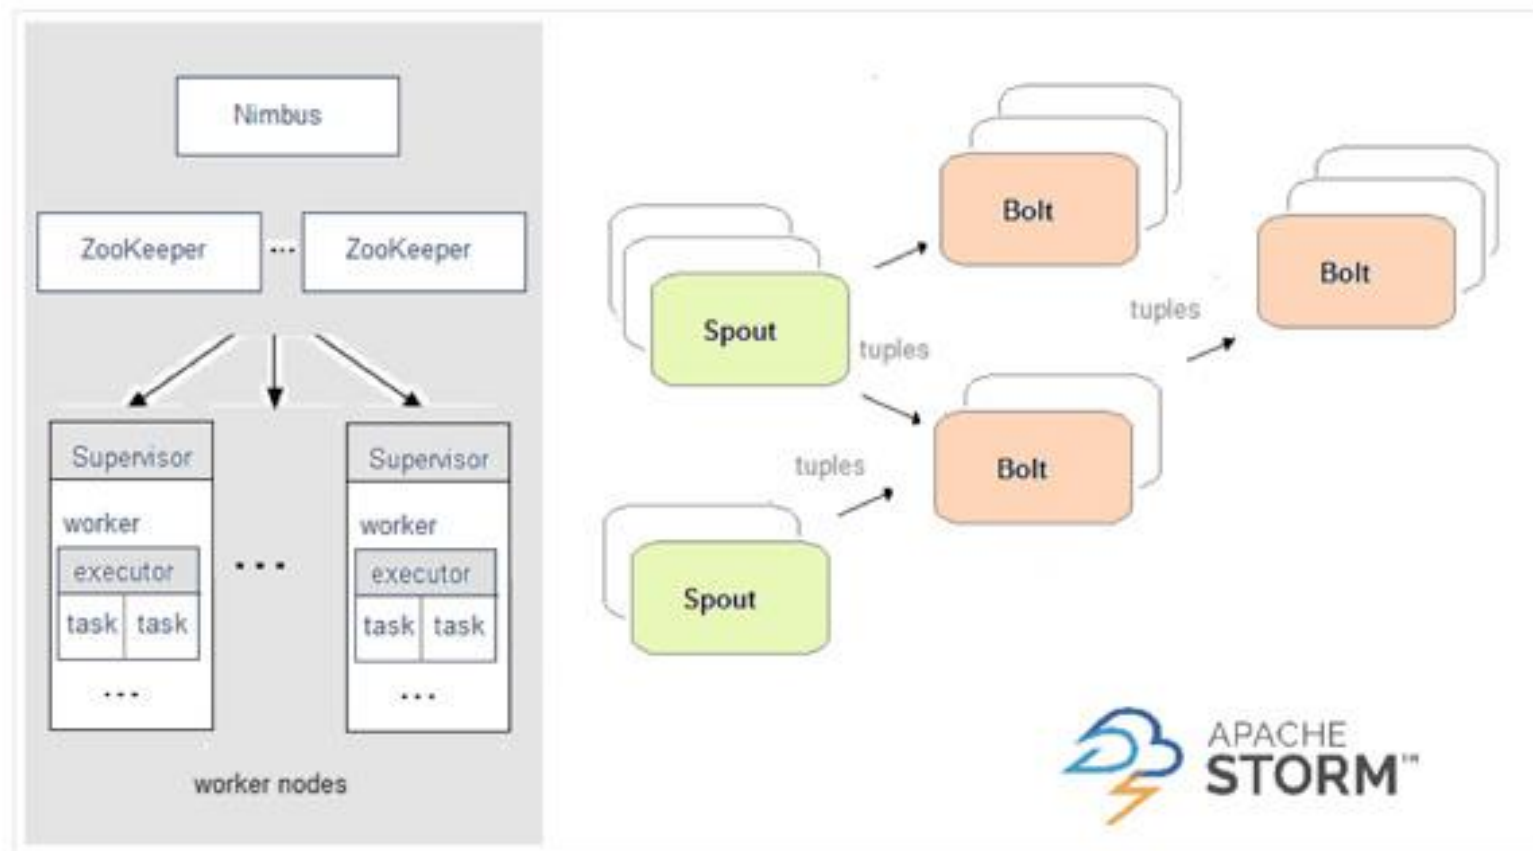 Nimbus
ZooKeeper ... ZooKeeper
Supervisor
worker
executor
task task
...
...
Supervisor
worker
executor
task task
...
worker nodes
Spout
tuples
Bolt
Bolt
tuples
Spout
tuples
Bolt
APACHE
STORM™